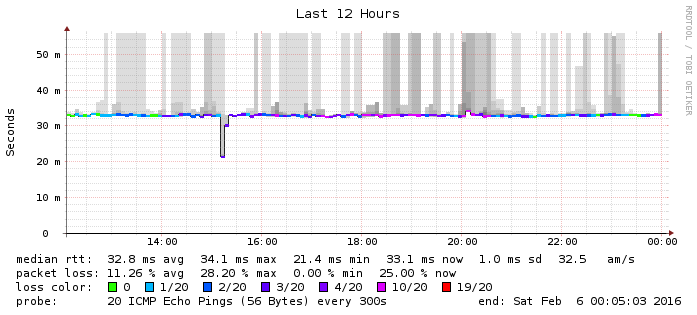 Last 12 Hours
RRDTOOL / TOBI OETIKER
Seconds
50 m
40 m
30 m
20 m
10 m
0
14:00 16:00 18:00 20:00 22:00 00:00
median rtt: 32.8 ms avg 34.1 ms max 21.4 ms min 33.1 ms now 1.0 ms sd 32.5 am/s
packet loss: 11.26 % avg 28.20 % max 0.00 % min 25.00 % now
loss color: 0 1/20 2/20 3/20 4/20 10/20 19/20
probe: 20 ICMP Echo Pings (56 Bytes) every 300s end: Sat Feb 6 00:05:03 2016